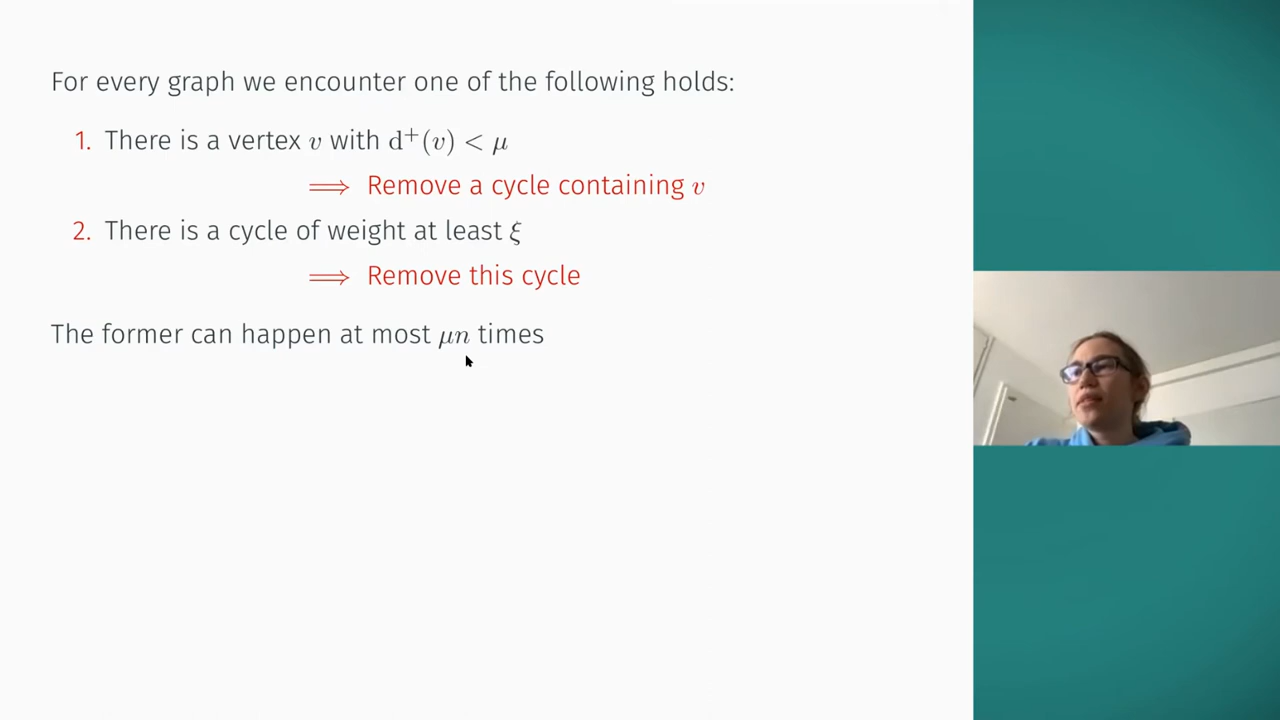 For every graph we encounter one of the following holds:
1. There is a vertex v with d⁺(v) < μ
⟹ Remove a cycle containing v
2. There is a cycle of weight at least ξ
⟹ Remove this cycle
The former can happen at most μn times